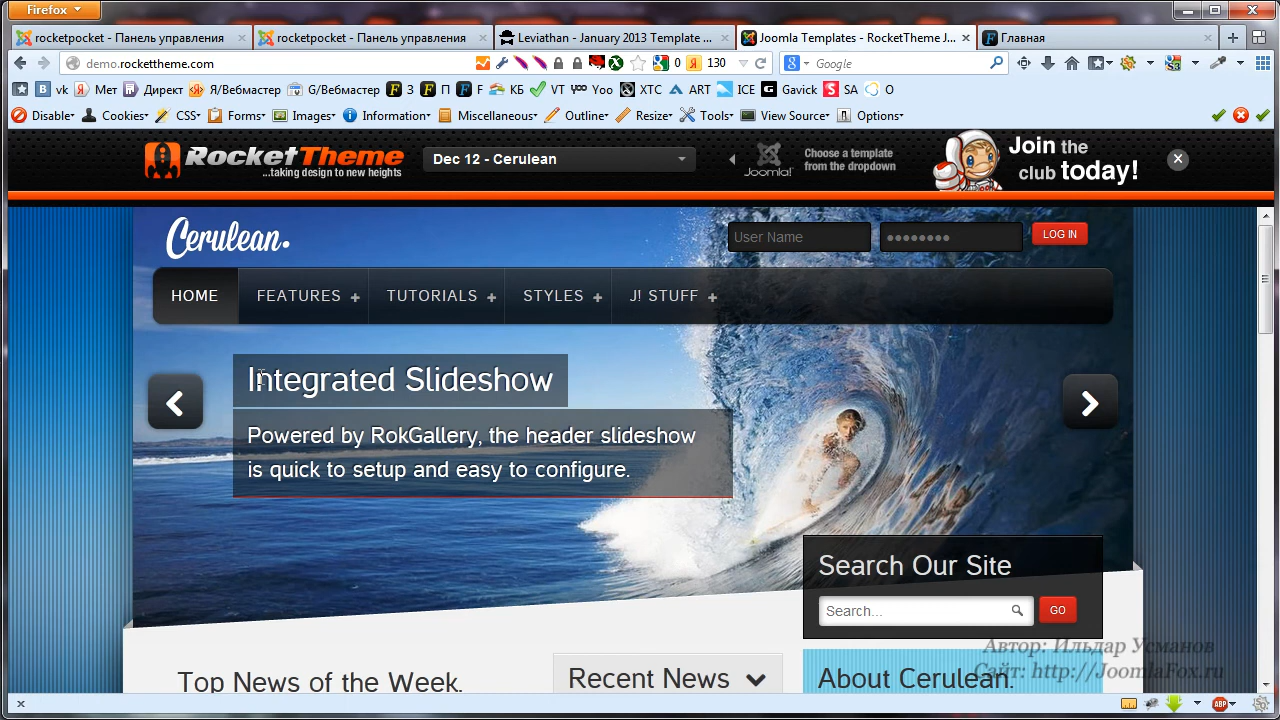 Firefox
rocketpocket - Панель управления
rocketpocket - Панель управления
Leviathan - January 2013 Template ...
Joomla Templates - RocketTheme J...
Главная
demo.rockettheme.com
0
130
Google
vk
Мет
Директ
Я/Вебмастер
G/Вебмастер
З
П
F
КБ
VT
Yoo
XTC
ART
ICE
Gavick
SA
O
Disable
Cookies
CSS
Forms
Images
Information
Miscellaneous
Outline
Resize
Tools
View Source
Options
RocketTheme
...taking design to new heights
Dec 12 - Cerulean
Joomla!
Choose a template
from the dropdown
Join the
club today!
Cerulean.
User Name
LOG IN
HOME
FEATURES
TUTORIALS
STYLES
J! STUFF
Integrated Slideshow
Powered by RokGallery, the header slideshow
is quick to setup and easy to configure.
Search Our Site
Search...
GO
Автор: Ильдар Усманов
Сайт: http://JoomlaFox.ru
Top News of the Week.
Recent News
About Cerulean.
ABP